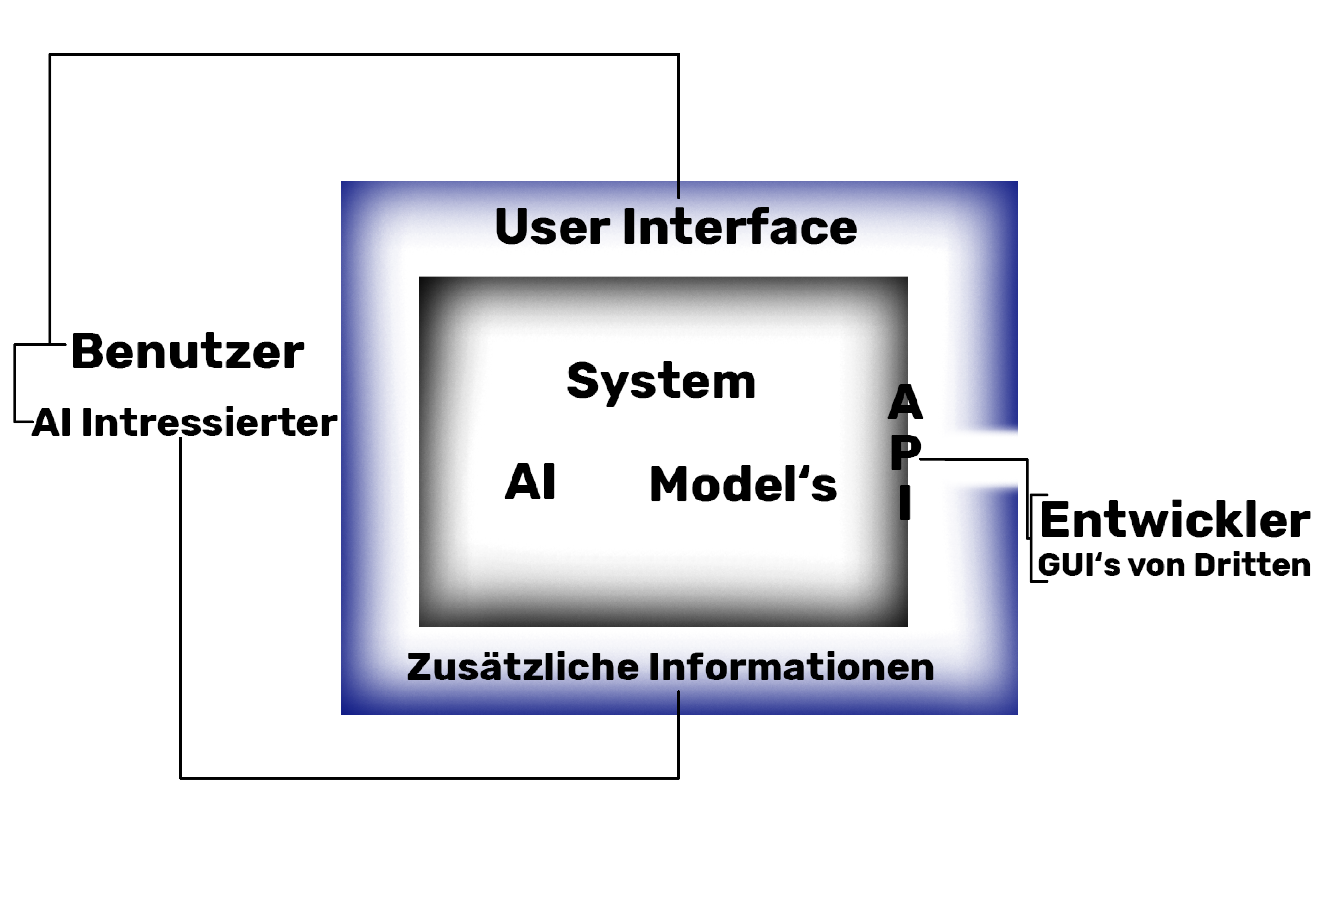 User Interface
System
AI Model‘s
A
P
I
Benutzer
AI Intressierter
Entwickler
GUI‘s von Dritten
Zusätzliche Informationen